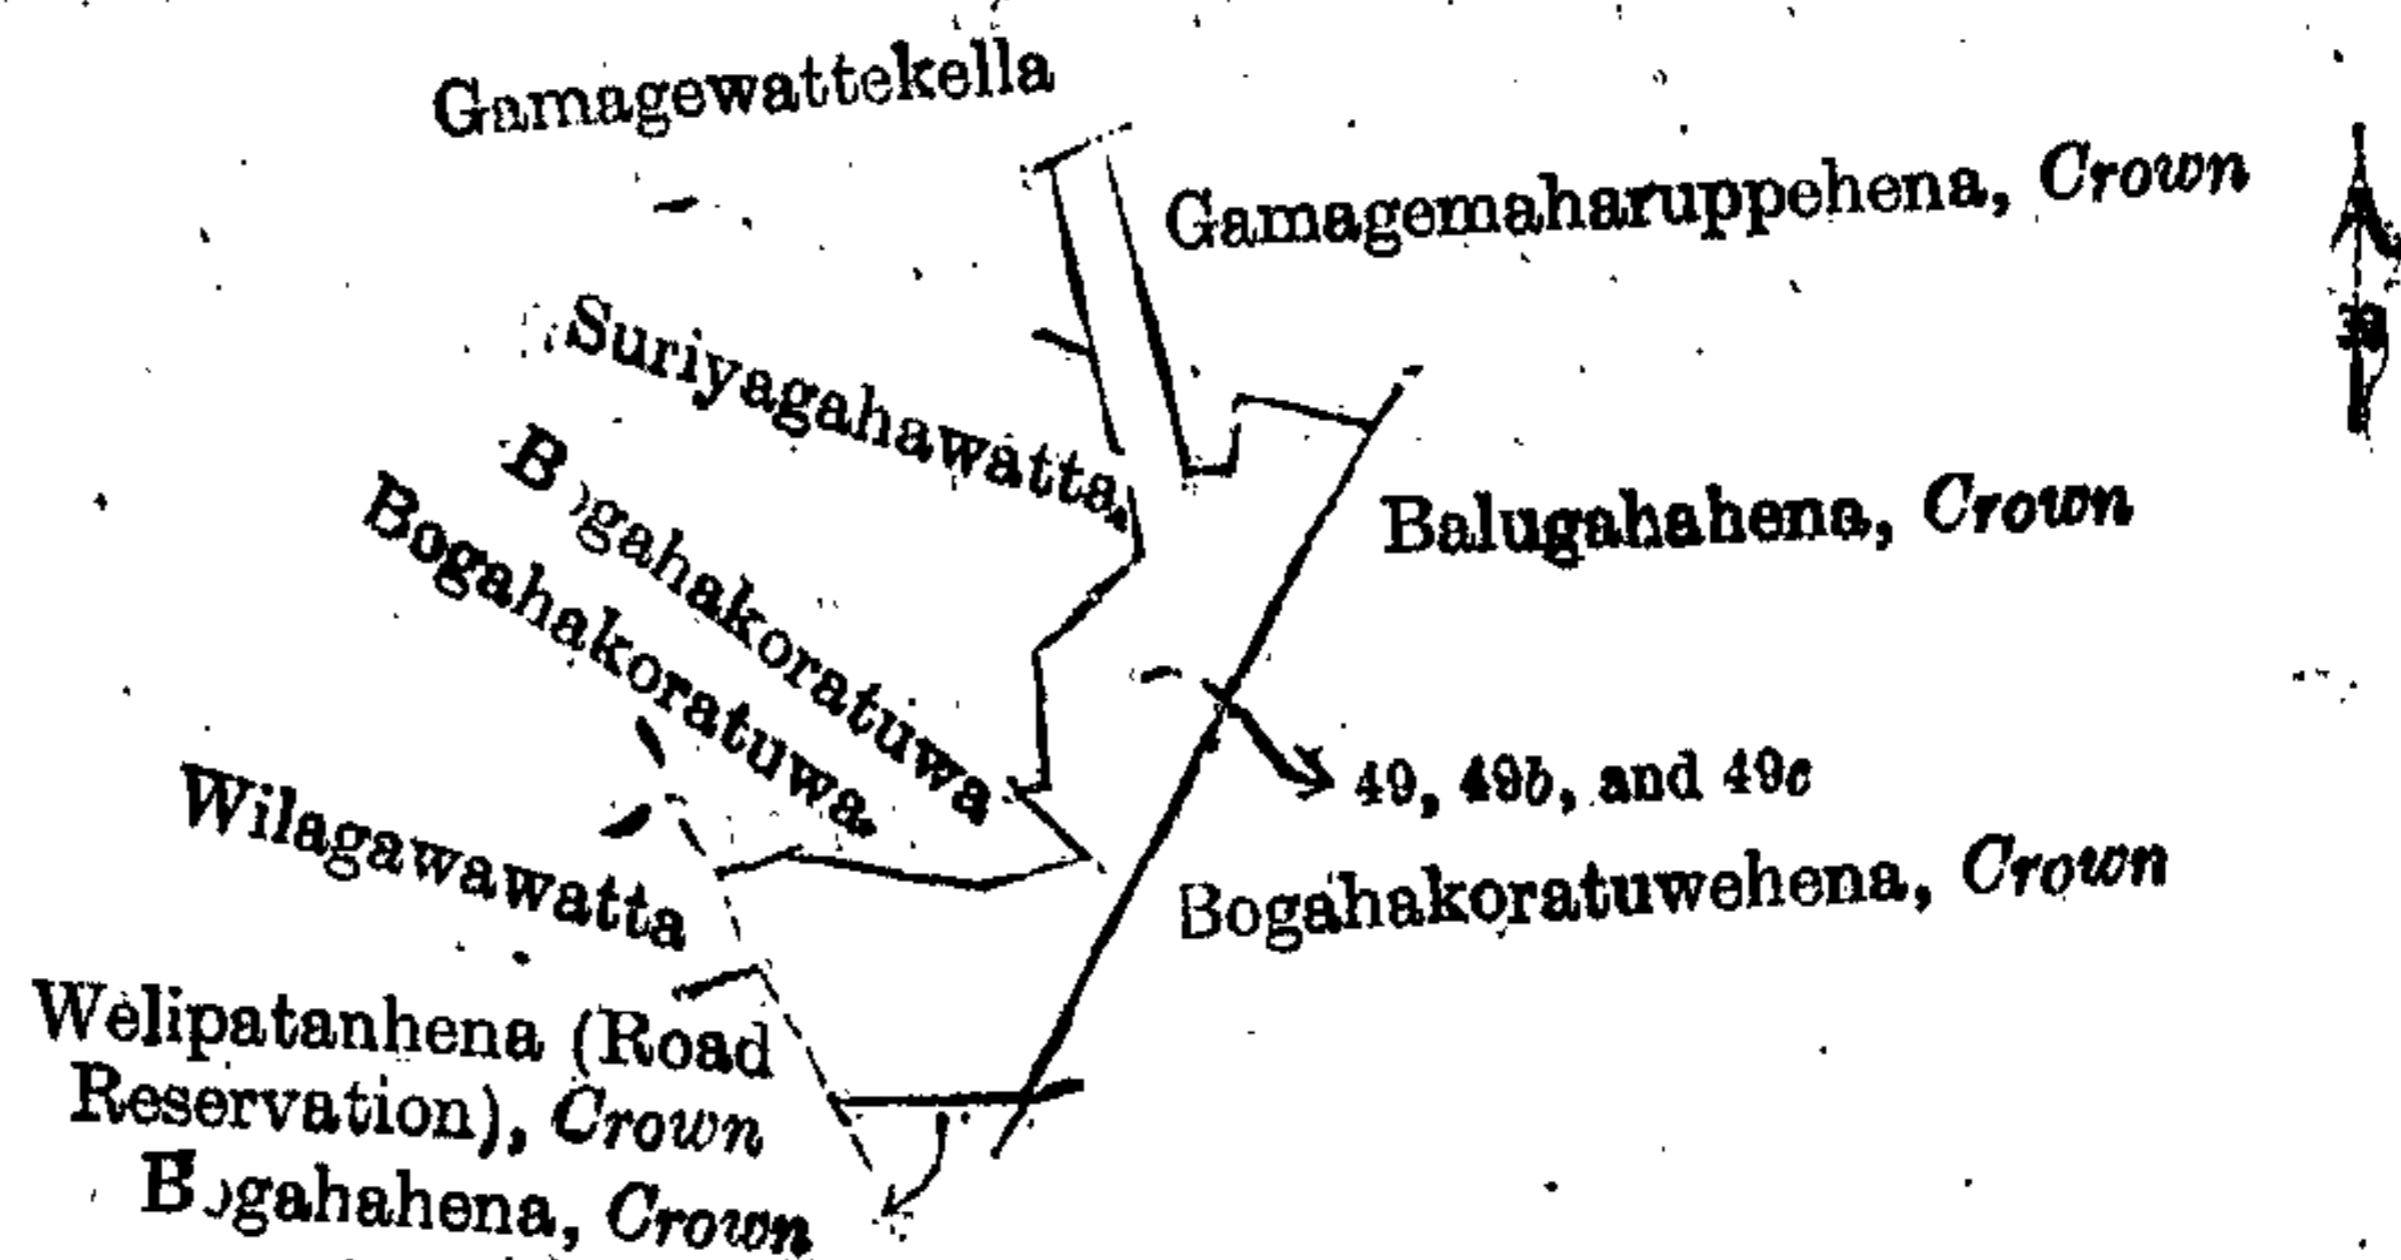 Gamagewattekella
Gamagemaharuppehena, Crown
Suriyagahawatta.
Balugahahena, Crown
Bogahakoratuwa
Bogahakoratuwa.
49, 49b, and 49c
Wilagawawatta
Bogahakoratuwehena, Crown
Welipatanhena (Road
Reservation), Crown
Bogahahena, Crown